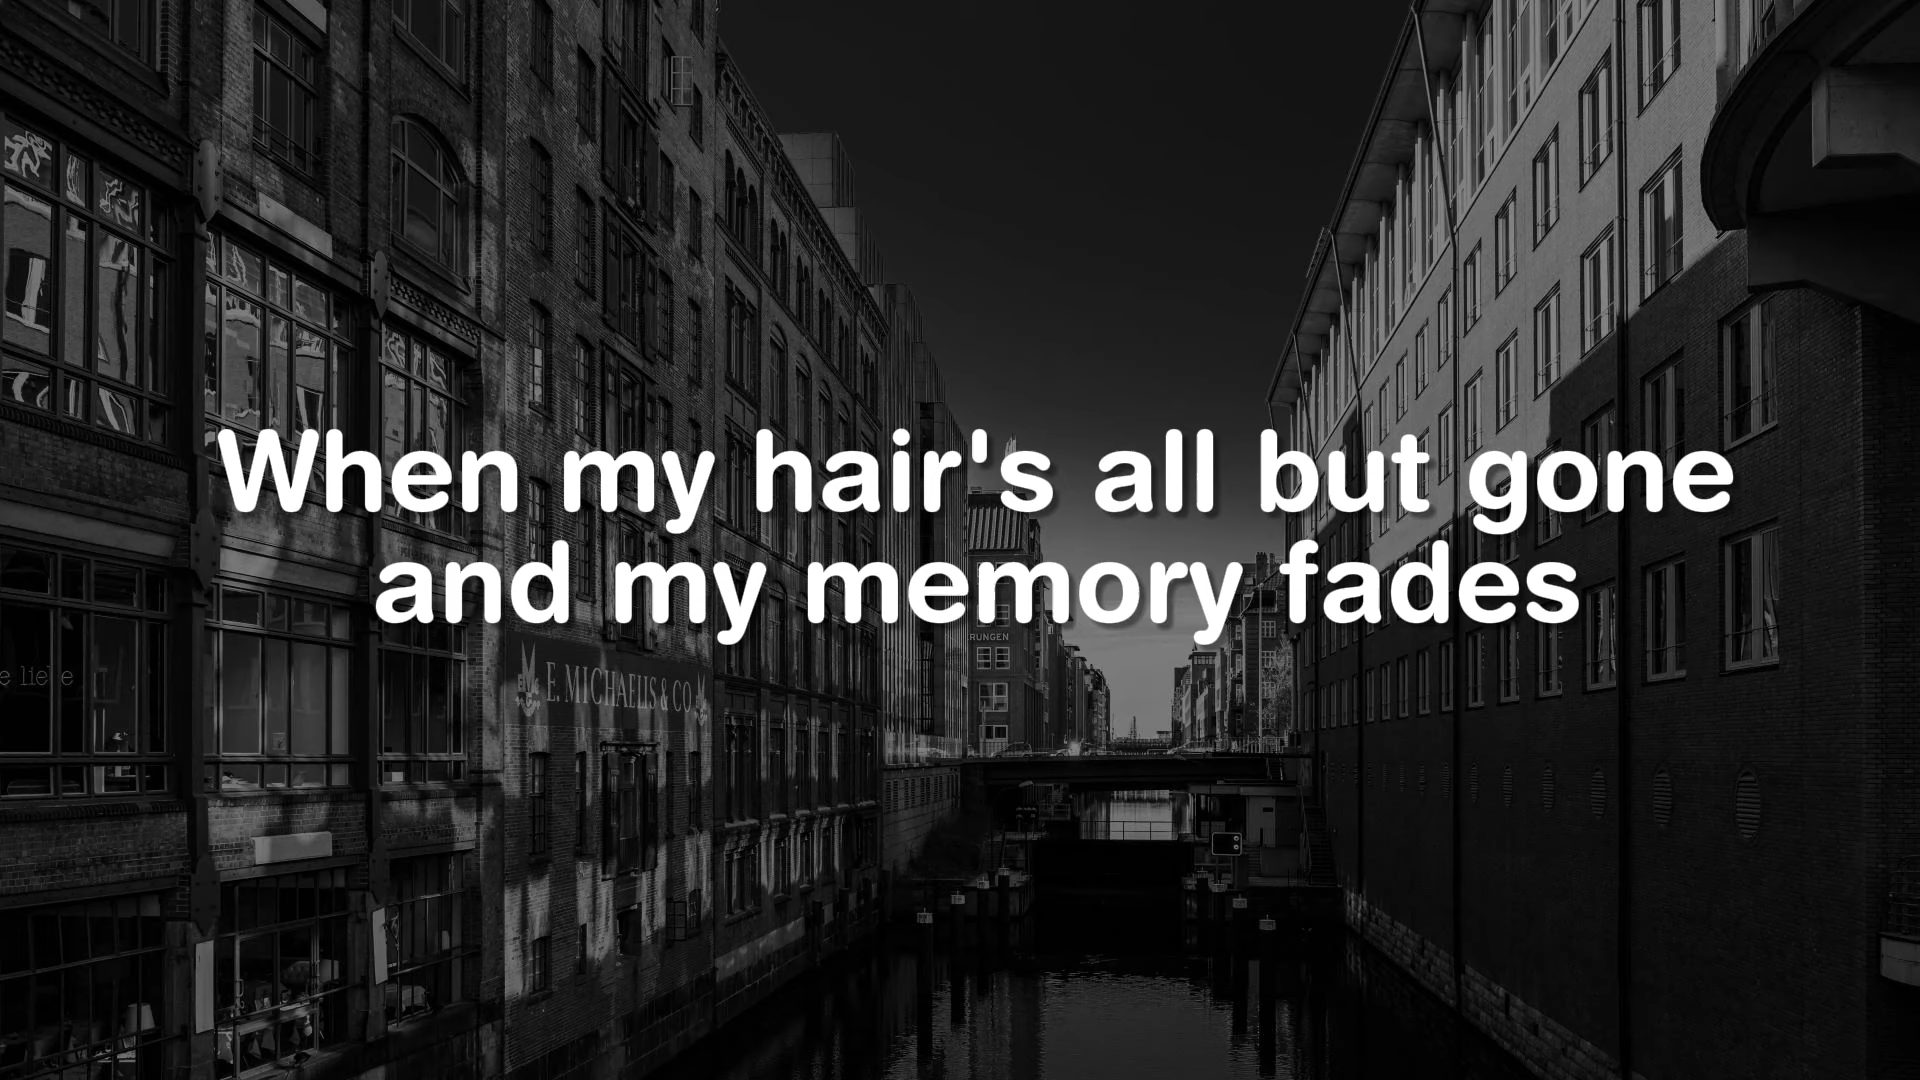 When my hair's all but gone
and my memory fades
RUNGEN
E. MICHAELIS & CO